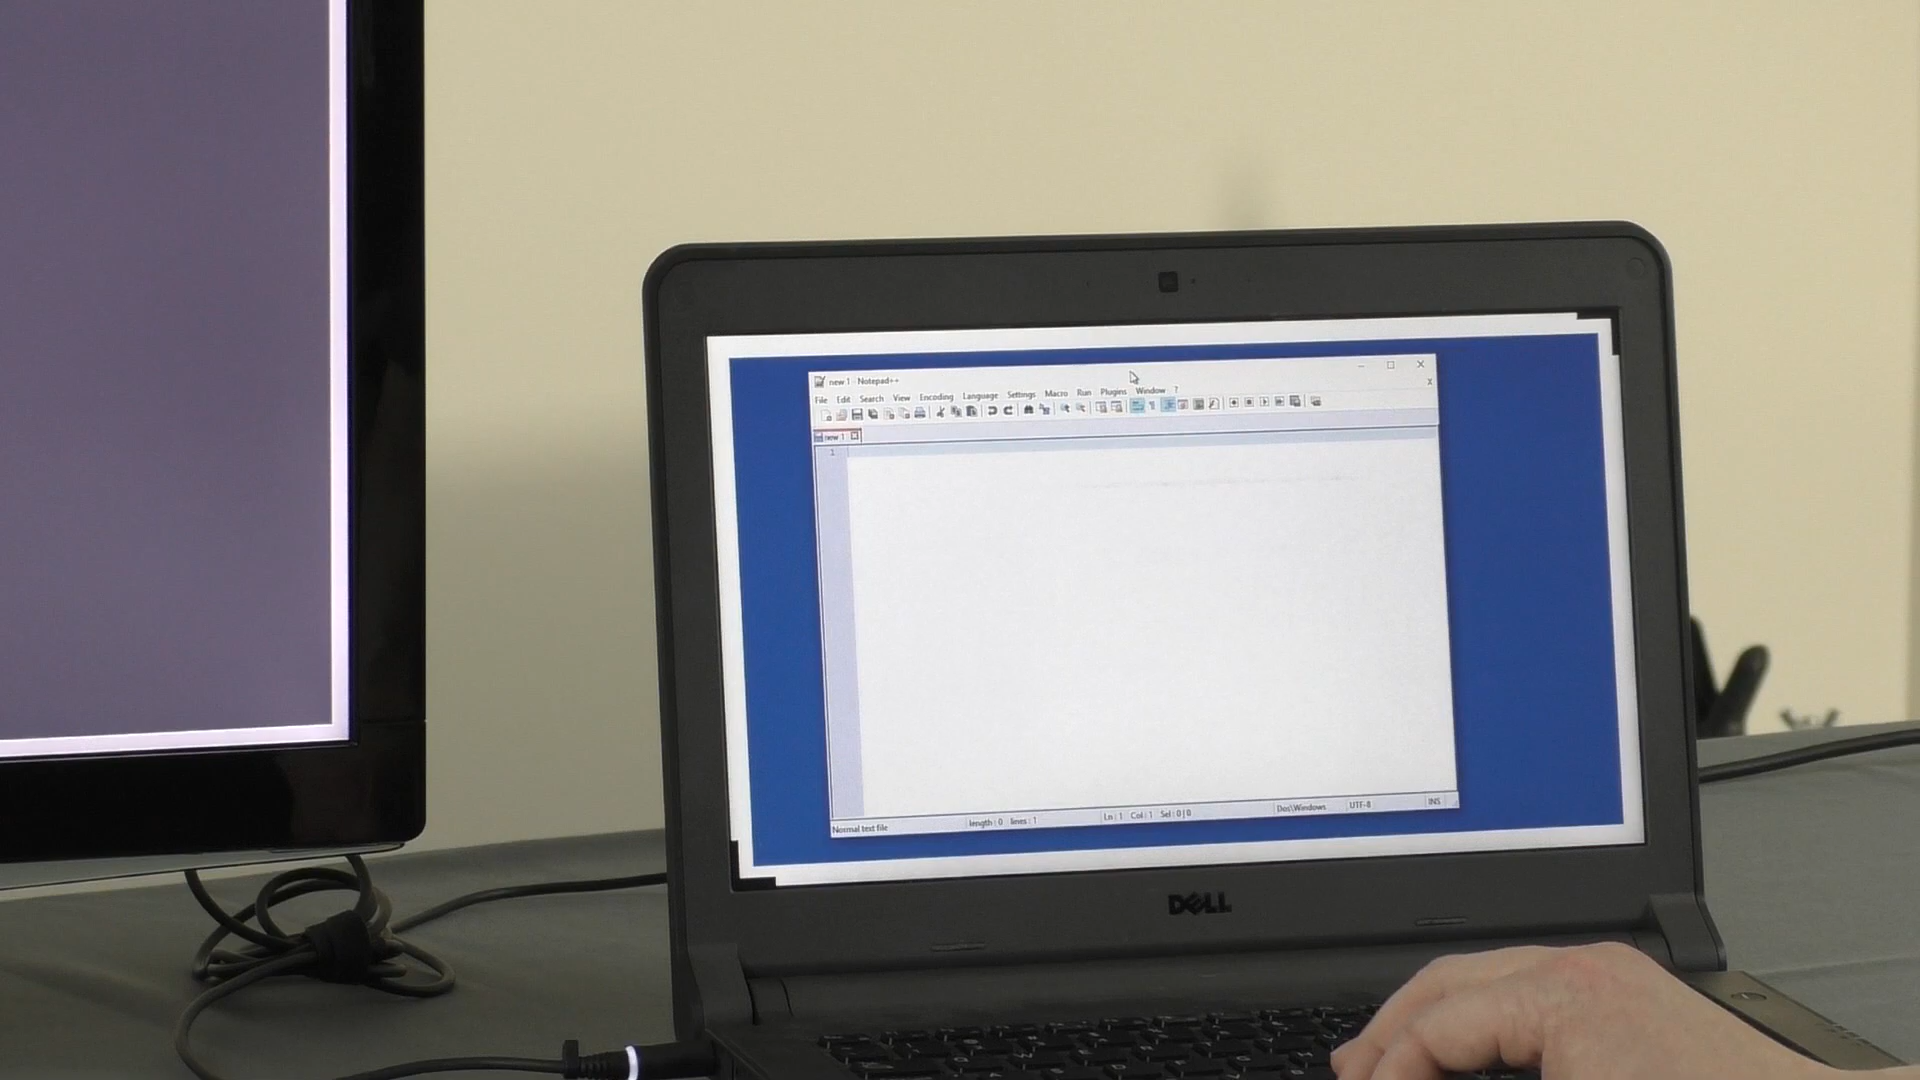 new 1 - Notepad++
File Edit Search View Encoding Language Settings Macro Run Plugins Window ?
X
new 1
1
Normal text file length : 0 lines : 1 Ln : 1 Col : 1 Sel : 0 | 0 Dos\Windows UTF-8 INS
DELL